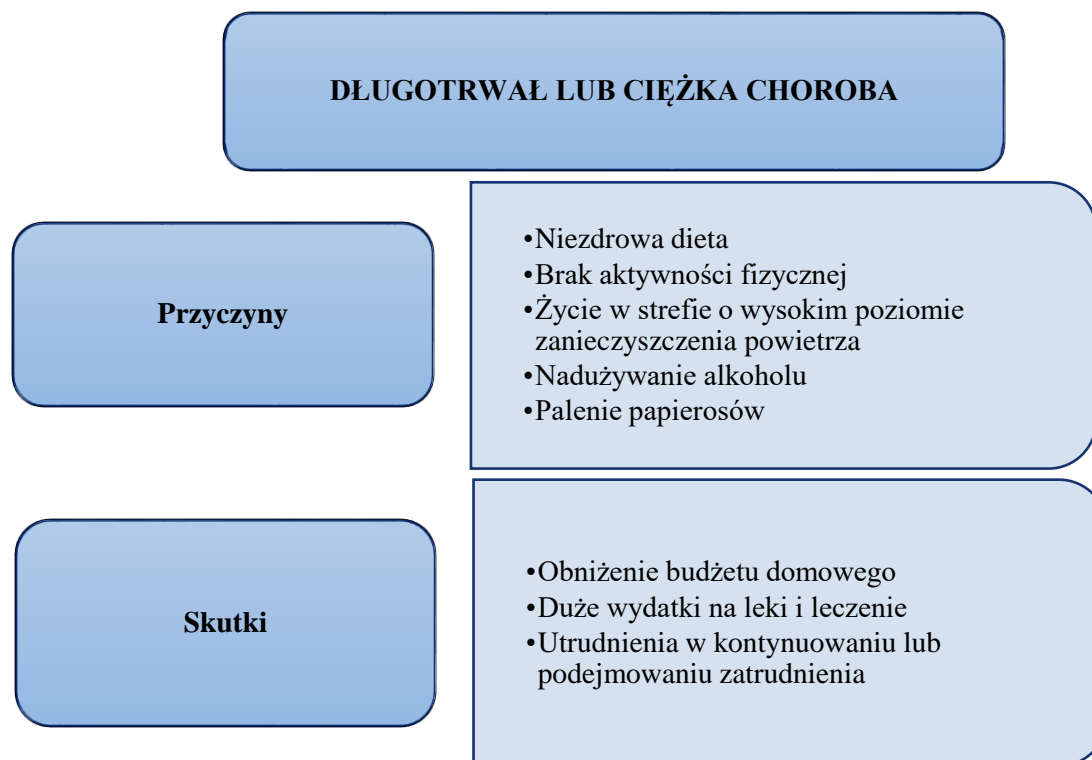 DŁUGOTRWAŁ LUB CIĘŻKA CHOROBA
Przyczyny
•Niezdrowa dieta
•Brak aktywności fizycznej
•Życie w strefie o wysokim poziomie
zanieczyszczenia powietrza
•Nadużywanie alkoholu
•Palenie papierosów
Skutki
•Obniżenie budżetu domowego
•Duże wydatki na leki i leczenie
•Utrudnienia w kontynuowaniu lub
podejmowaniu zatrudnienia